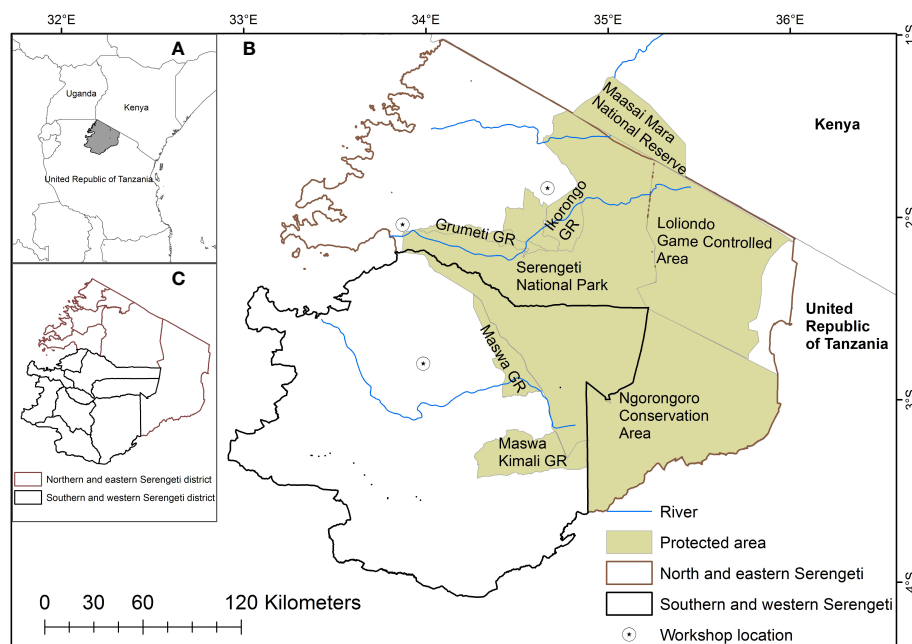 32°E
33°E
34°E
35°E
36°E
1°S
2°S
3°S
4°S
A
Uganda
Kenya
United Republic of Tanzania
C
Northern and eastern Serengeti district
Southern and western Serengeti district
B
Maasai Mara
National Reserve
Kenya
Ikorongo
GR
Grumeti GR
Loliondo
Game Controlled
Area
Serengeti
National Park
United
Republic
of Tanzania
Maswa GR
Ngorongoro
Conservation
Area
Maswa
Kimali GR
River
Protected area
North and eastern Serengeti
Southern and western Serengeti
Workshop location
0 30 60 120 Kilometers